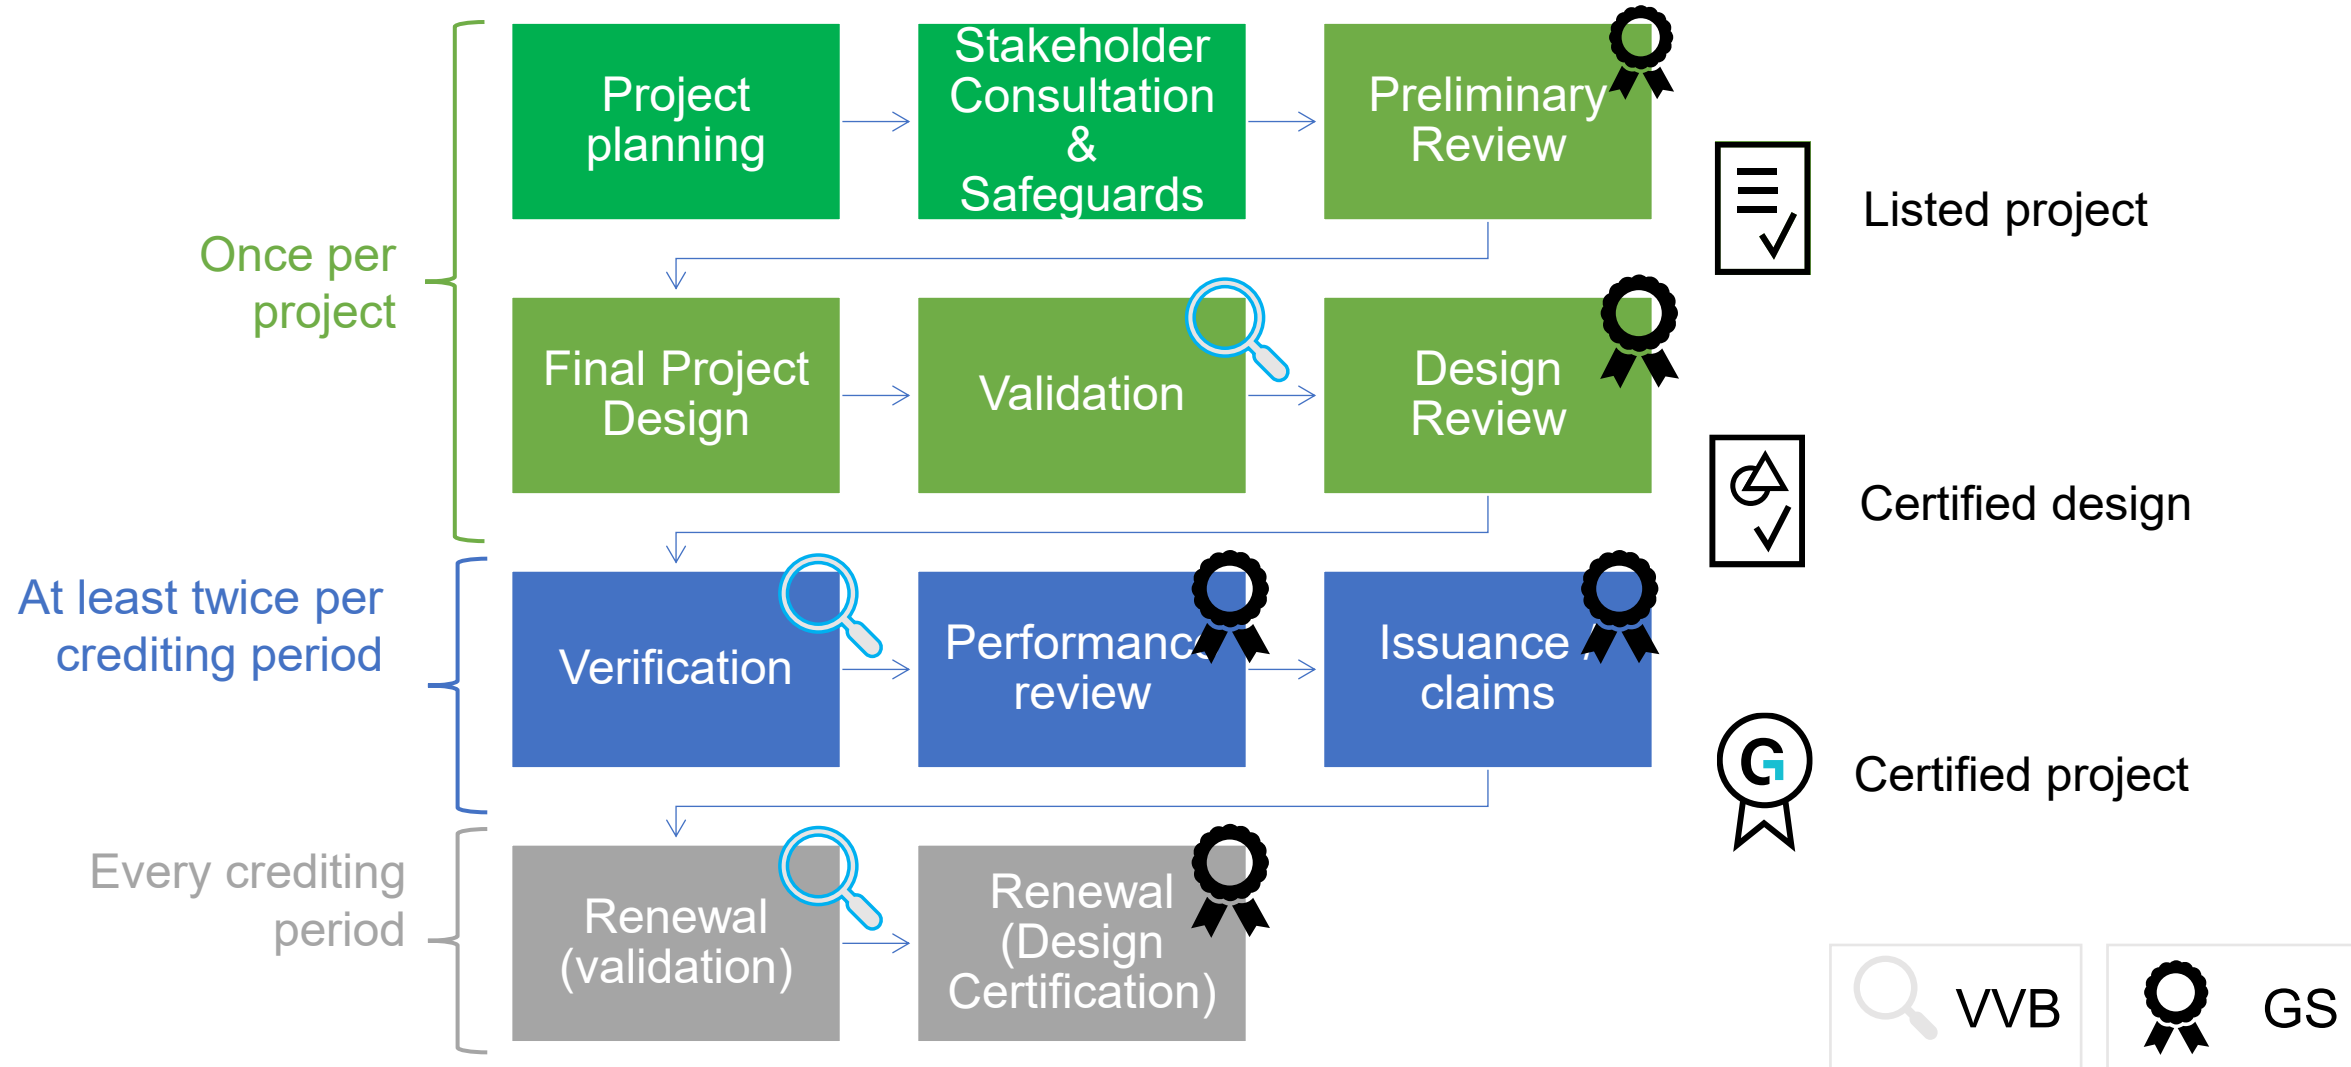 Project
planning
Stakeholder
Consultation
&
Safeguards
Preliminary
Review
Listed project
Once per
project
Final Project
Design
Validation
Design
Review
Certified design
At least twice per
crediting period
Verification
Performance
review
Issuance /
claims
Certified project
G
Every crediting
period
Renewal
(validation)
Renewal
(Design
Certification)
VVB
GS